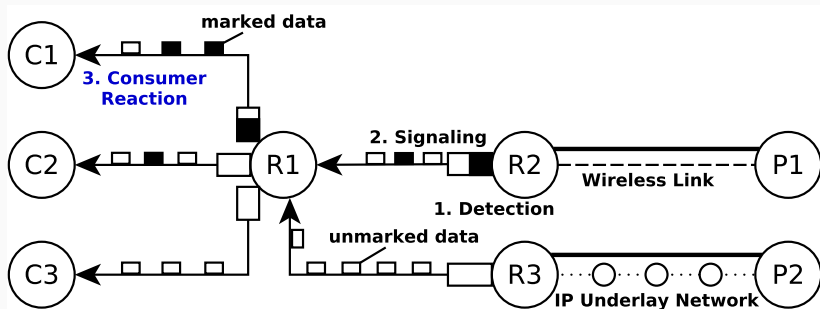 marked data
C1
3. Consumer
Reaction
2. Signaling
C2
R1
R2
P1
Wireless Link
1. Detection
unmarked data
C3
R3
P2
IP Underlay Network